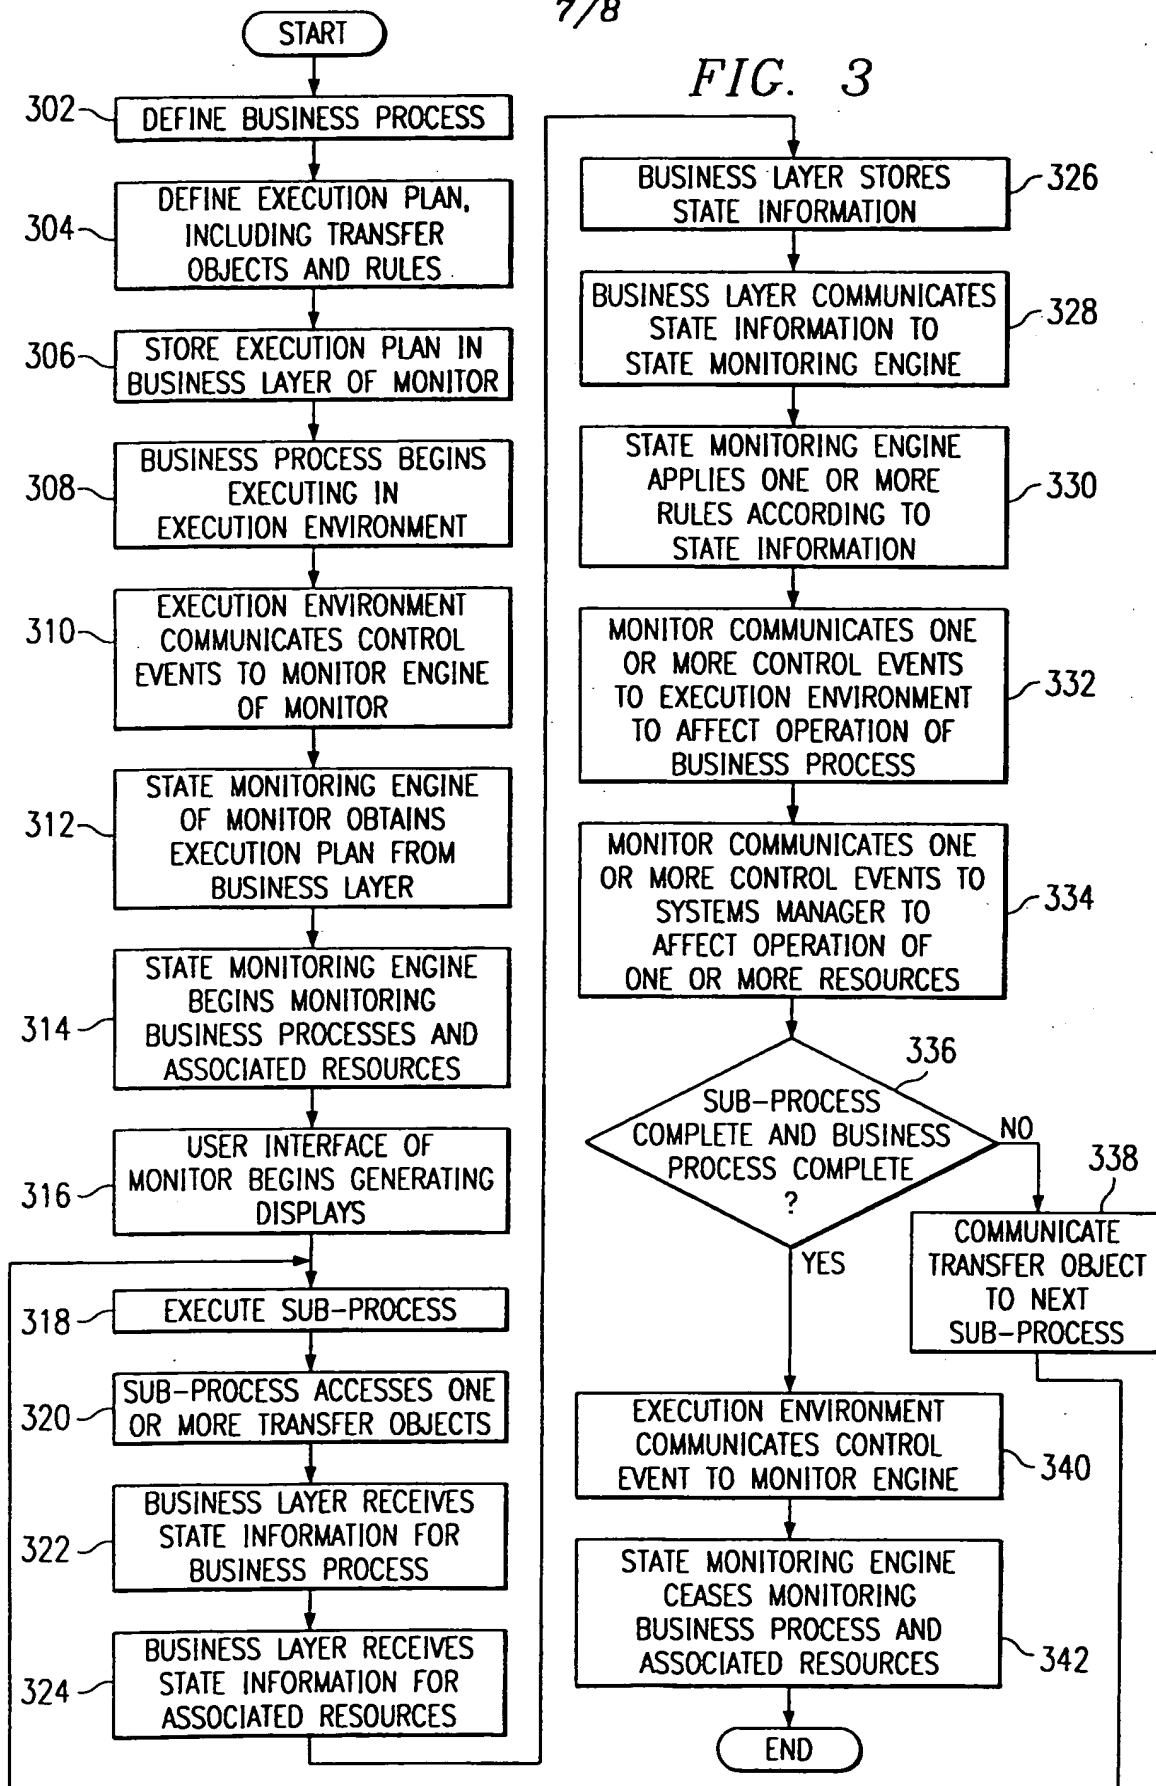 7/8
FIG. 3
START
302
DEFINE BUSINESS PROCESS
304
DEFINE EXECUTION PLAN,
INCLUDING TRANSFER
OBJECTS AND RULES
306
STORE EXECUTION PLAN IN
BUSINESS LAYER OF MONITOR
308
BUSINESS PROCESS BEGINS
EXECUTING IN
EXECUTION ENVIRONMENT
310
EXECUTION ENVIRONMENT
COMMUNICATES CONTROL
EVENTS TO MONITOR ENGINE
OF MONITOR
312
STATE MONITORING ENGINE
OF MONITOR OBTAINS
EXECUTION PLAN FROM
BUSINESS LAYER
314
STATE MONITORING ENGINE
BEGINS MONITORING
BUSINESS PROCESSES AND
ASSOCIATED RESOURCES
316
USER INTERFACE OF
MONITOR BEGINS GENERATING
DISPLAYS
318
EXECUTE SUB-PROCESS
320
SUB-PROCESS ACCESSES ONE
OR MORE TRANSFER OBJECTS
322
BUSINESS LAYER RECEIVES
STATE INFORMATION FOR
BUSINESS PROCESS
324
BUSINESS LAYER RECEIVES
STATE INFORMATION FOR
ASSOCIATED RESOURCES
BUSINESS LAYER STORES
STATE INFORMATION
326
BUSINESS LAYER COMMUNICATES
STATE INFORMATION TO
STATE MONITORING ENGINE
328
STATE MONITORING ENGINE
APPLIES ONE OR MORE
RULES ACCORDING TO
STATE INFORMATION
330
MONITOR COMMUNICATES ONE
OR MORE CONTROL EVENTS
TO EXECUTION ENVIRONMENT
TO AFFECT OPERATION OF
BUSINESS PROCESS
332
MONITOR COMMUNICATES ONE
OR MORE CONTROL EVENTS TO
SYSTEMS MANAGER TO
AFFECT OPERATION OF
ONE OR MORE RESOURCES
334
336
SUB-PROCESS
COMPLETE AND BUSINESS
PROCESS COMPLETE
?
NO
YES
338
COMMUNICATE
TRANSFER OBJECT
TO NEXT
SUB-PROCESS
EXECUTION ENVIRONMENT
COMMUNICATES CONTROL
EVENT TO MONITOR ENGINE
340
STATE MONITORING ENGINE
CEASES MONITORING
BUSINESS PROCESS AND
ASSOCIATED RESOURCES
342
END